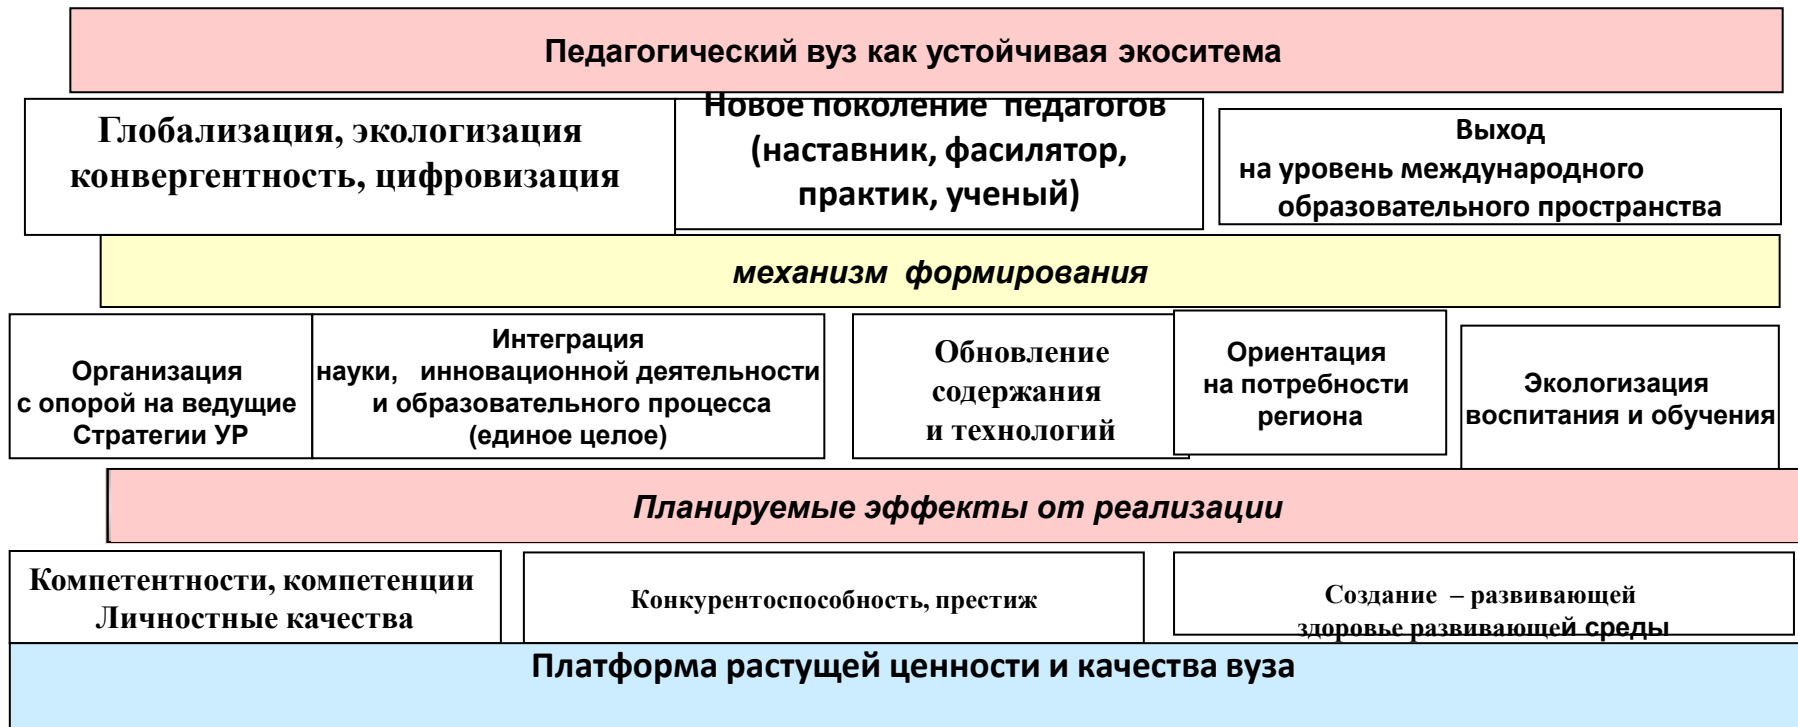 Педагогический вуз как устойчивая экоситема
Глобализация, экологизация
конвергентность, цифровизация
Новое поколение педагогов
(наставник, фасилятор,
практик, ученый)
Выход
на уровень международного
образовательного пространства
механизм формирования
Организация
с опорой на ведущие
Стратегии УР
Интеграция
науки, инновационной деятельности
и образовательного процесса
(единое целое)
Обновление
содержания
и технологий
Ориентация
на потребности
региона
Экологизация
воспитания и обучения
Планируемые эффекты от реализации
Компетентности, компетенции
Личностные качества
Конкурентоспособность, престиж
Создание – развивающей
здоровье развивающей среды
Платформа растущей ценности и качества вуза